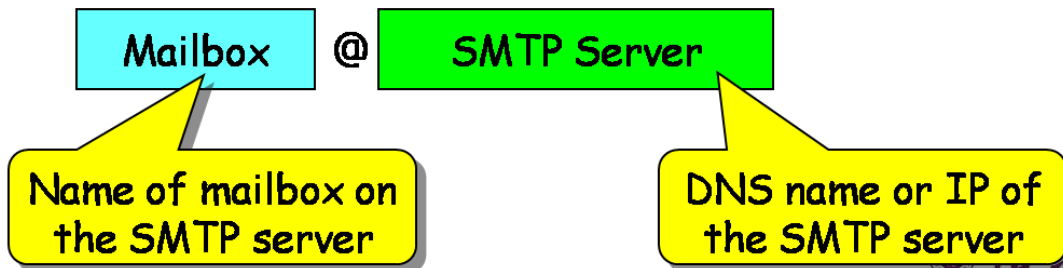 Mailbox @ SMTP Server
Name of mailbox on
the SMTP server
DNS name or IP of
the SMTP server